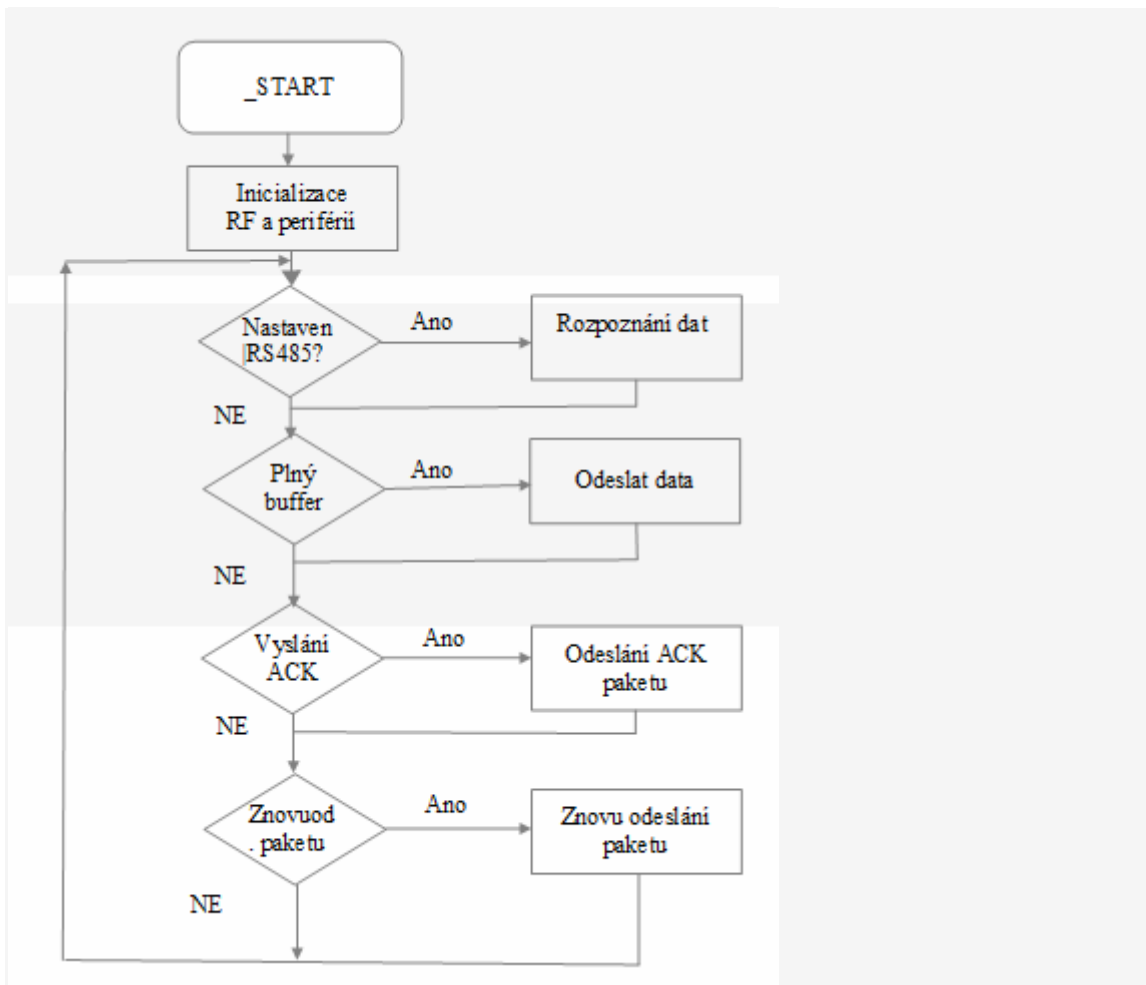 _START
Inicializace
RF a periférii
Nastaven
RS485?
Ano
Rozpoznání dat
NE
Plný
buffer
Ano
Odeslat data
NE
Vyslání
ACK
Ano
Odeslání ACK
paketu
NE
Znovuod
. paketu
Ano
Znovu odeslání
paketu
NE